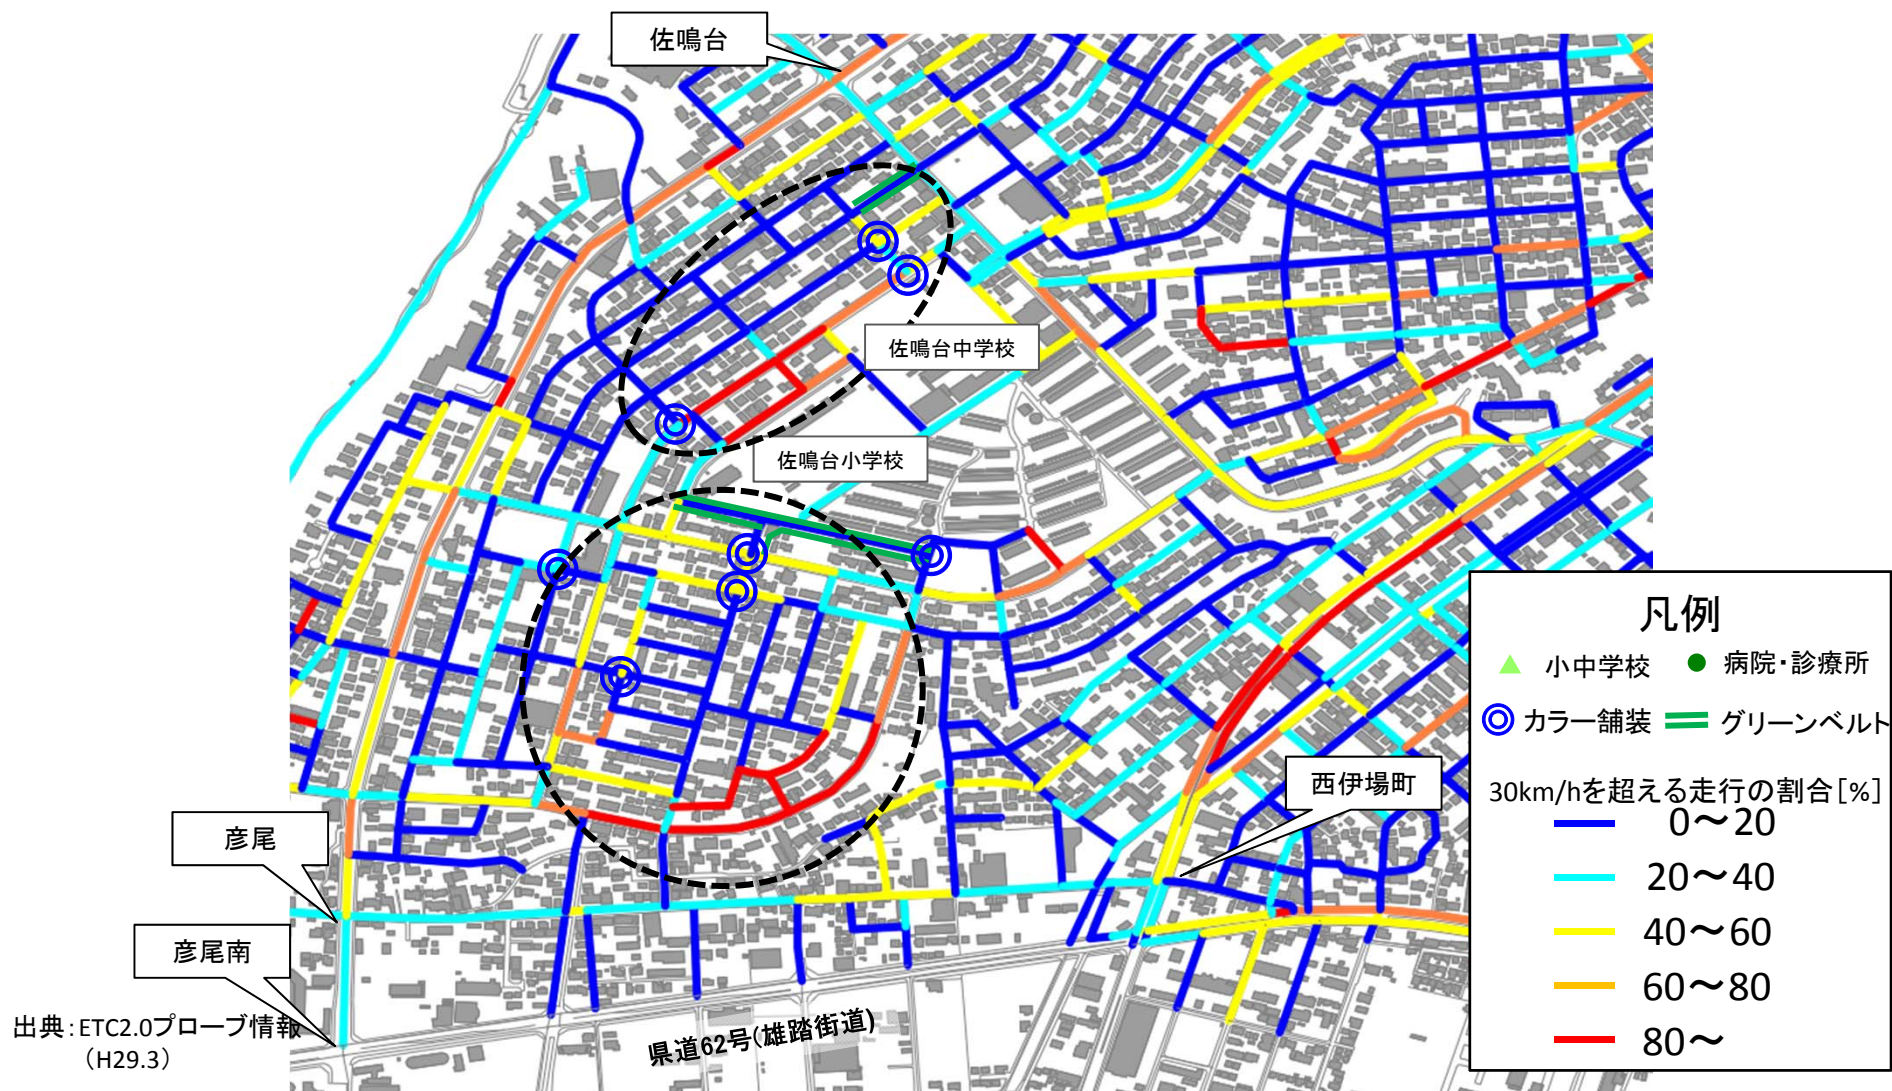 佐鳴台
佐鳴台中学校
佐鳴台小学校
凡例
小中学校
病院・診療所
カラー舗装
グリーンベルト
30km/hを超える走行の割合[%]
0～20
20～40
40～60
60～80
80～
西伊場町
彦尾
彦尾南
出典：ETC2.0プローブ情報
（H29.3）
県道62号(雄踏街道)